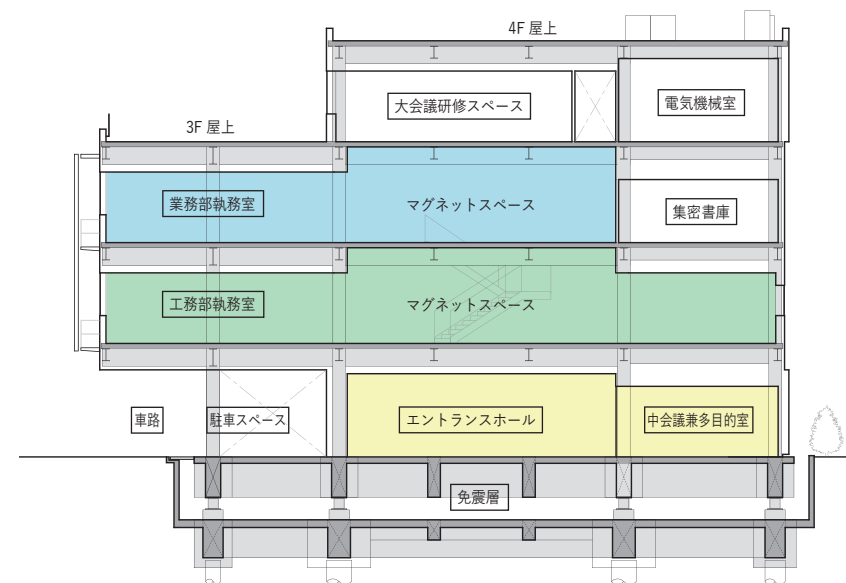 4F 屋上
大会議研修スペース
電気機械室
3F 屋上
業務部執務室
マグネットスペース
集密書庫
工務部執務室
マグネットスペース
車路
駐車スペース
エントランスホール
中会議兼多目的室
免震層